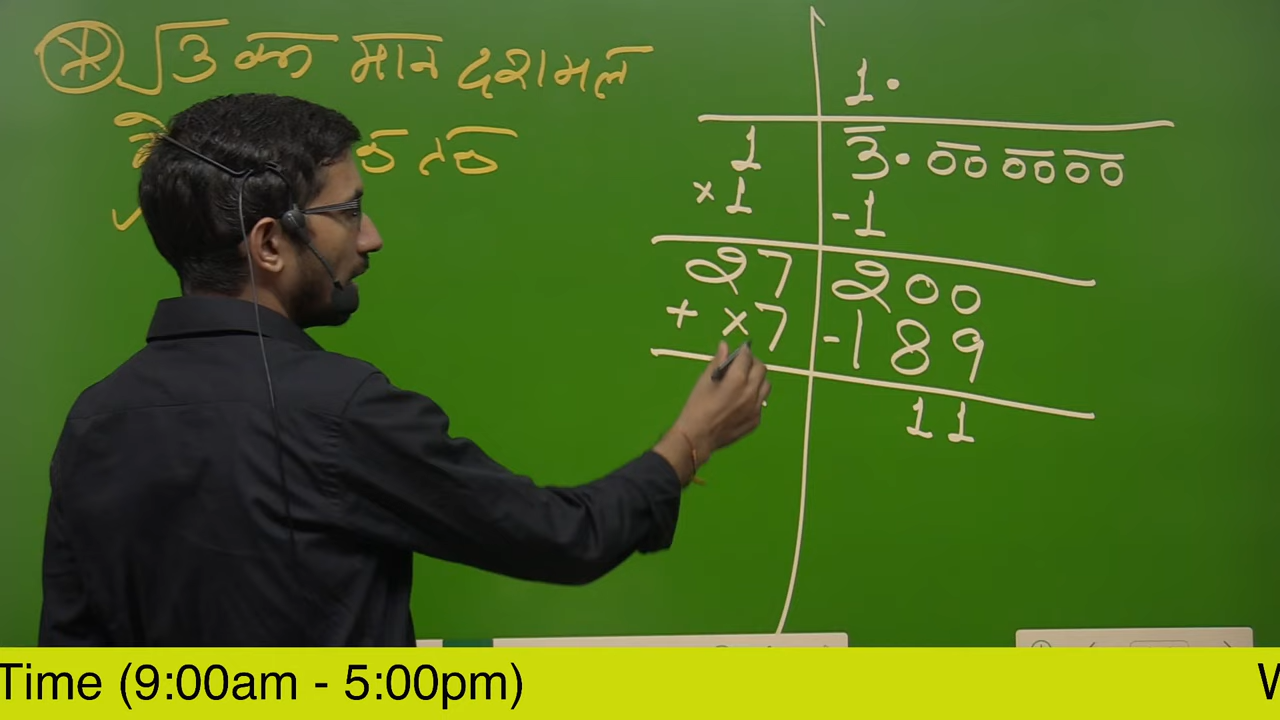 * √3 का मान दशमल
के ठ तठ
1.
1 3.00 00 00
×1 -1
27 200
+ ×7 -189
11
Time (9:00am - 5:00pm) W